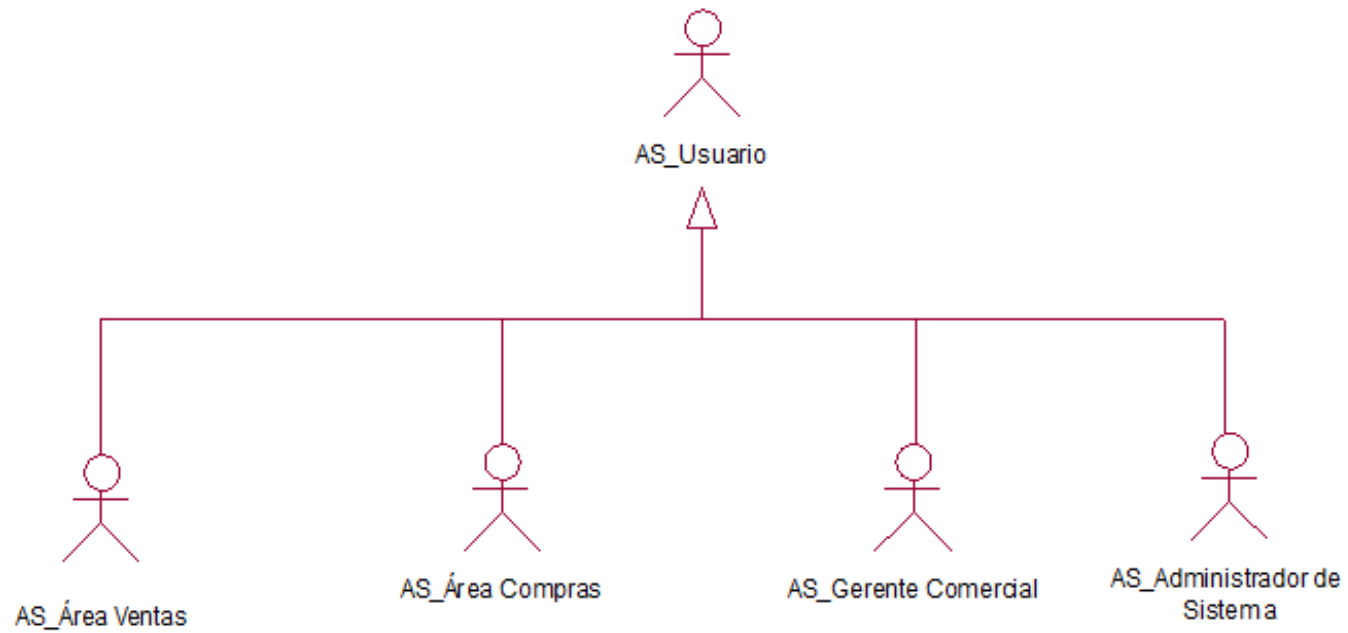 AS_Usuario
AS_Área Ventas
AS_Área Compras
AS_Gerente Comercial
AS_Administrador de
Sistema